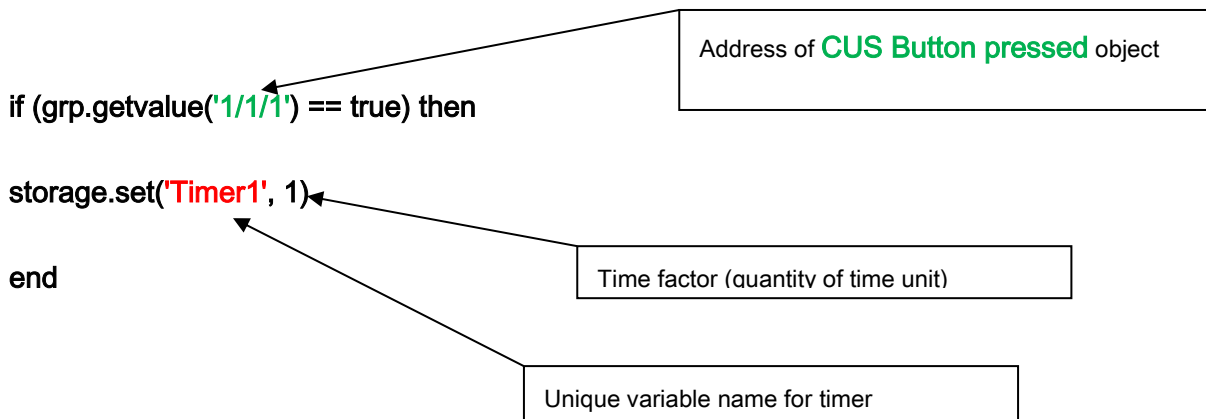 Address of CUS Button pressed object
if (grp.getvalue('1/1/1') == true) then
storage.set('Timer1', 1)
end
Time factor (quantity of time unit)
Unique variable name for timer